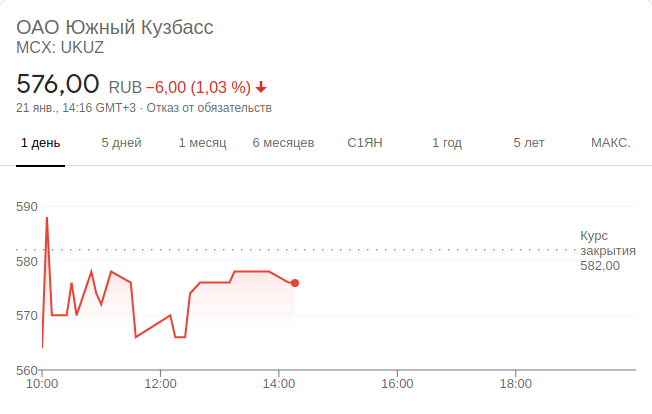 ОАО Южный Кузбасс
MCX: UKUZ
576,00 RUB −6,00 (1,03 %)
21 янв., 14:16 GMT+3 · Отказ от обязательств
1 день 5 дней 1 месяц 6 месяцев С1ЯН 1 год 5 лет МАКС.
590
Курс
закрытия
582,00
580
570
560
10:00 12:00 14:00 16:00 18:00